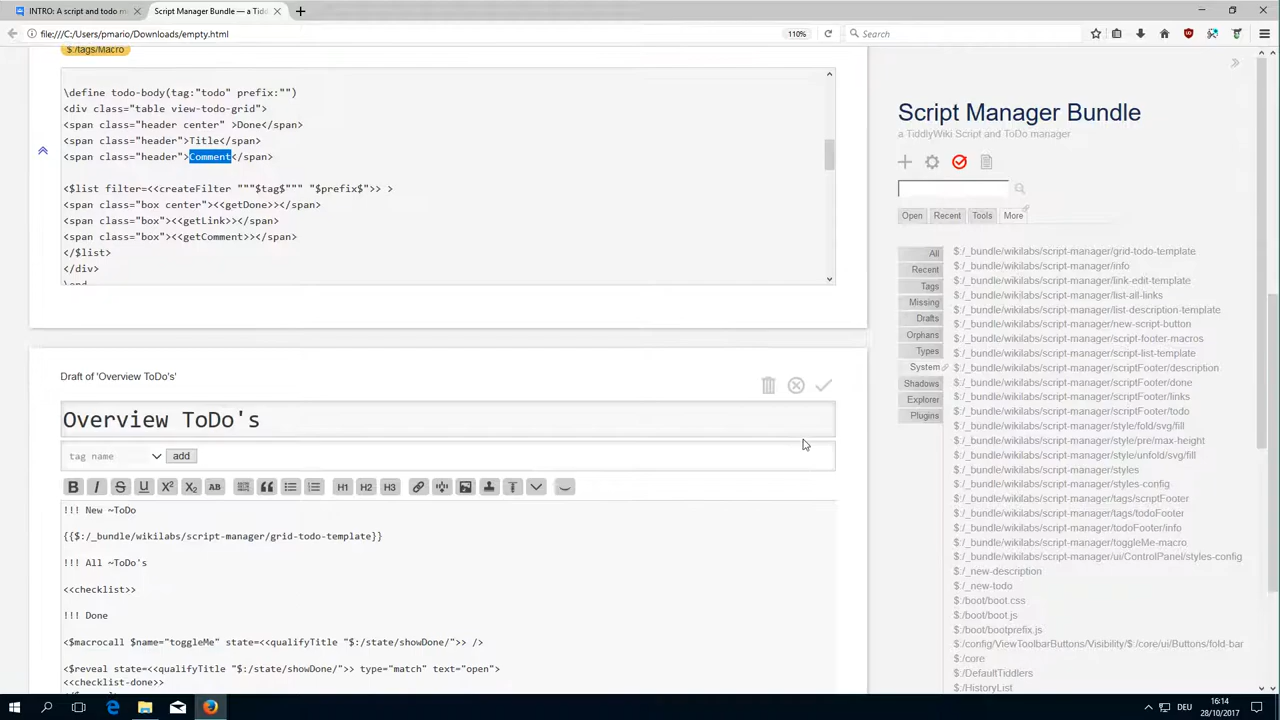 INTRO: A script and todo m
Script Manager Bundle — a Tidd
file:///C:/Users/pmario/Downloads/empty.html
110%
Search
$:/tags/Macro
\define todo-body(tag:"todo" prefix:"")
<div class="table view-todo-grid">
<span class="header center" >Done</span>
<span class="header">Title</span>
<span class="header">Comment</span>
<$list filter=<<createFilter """$tag$""" "$prefix$">> >
<span class="box center"><<getDone>></span>
<span class="box"><<getLink>></span>
<span class="box"><<getComment>></span>
</$list>
</div>
\end
Draft of 'Overview ToDo's'
Overview ToDo's
tag name
add
B I S U X² X₂ AB H1 H2 H3
!!! New ~ToDo
{{$:/_bundle/wikilabs/script-manager/grid-todo-template}}
!!! All ~ToDo's
<<checklist>>
!!! Done
<$macrocall $name="toggleMe" state=<<qualifyTitle "$:/state/showDone/">> />
<$reveal state=<<qualifyTitle "$:/state/showDone/">> type="match" text="open">
<<checklist-done>>
Script Manager Bundle
a TiddlyWiki Script and ToDo manager
Open Recent Tools More
All
Recent
Tags
Missing
Drafts
Orphans
Types
System
Shadows
Explorer
Plugins
$:/_bundle/wikilabs/script-manager/grid-todo-template
$:/_bundle/wikilabs/script-manager/info
$:/_bundle/wikilabs/script-manager/link-edit-template
$:/_bundle/wikilabs/script-manager/list-all-links
$:/_bundle/wikilabs/script-manager/list-description-template
$:/_bundle/wikilabs/script-manager/new-script-button
$:/_bundle/wikilabs/script-manager/script-footer-macros
$:/_bundle/wikilabs/script-manager/script-list-template
$:/_bundle/wikilabs/script-manager/scriptFooter/description
$:/_bundle/wikilabs/script-manager/scriptFooter/done
$:/_bundle/wikilabs/script-manager/scriptFooter/links
$:/_bundle/wikilabs/script-manager/scriptFooter/todo
$:/_bundle/wikilabs/script-manager/style/fold/svg/fill
$:/_bundle/wikilabs/script-manager/style/pre/max-height
$:/_bundle/wikilabs/script-manager/style/unfold/svg/fill
$:/_bundle/wikilabs/script-manager/styles
$:/_bundle/wikilabs/script-manager/styles-config
$:/_bundle/wikilabs/script-manager/tags/scriptFooter
$:/_bundle/wikilabs/script-manager/tags/todoFooter
$:/_bundle/wikilabs/script-manager/todoFooter/info
$:/_bundle/wikilabs/script-manager/toggleMe-macro
$:/_bundle/wikilabs/script-manager/ui/ControlPanel/styles-config
$:/_new-description
$:/_new-todo
$:/boot/boot.css
$:/boot/boot.js
$:/boot/bootprefix.js
$:/config/ViewToolbarButtons/Visibility/$:/core/ui/Buttons/fold-bar
$:/core
$:/DefaultTiddlers
$:/HistoryList
DEU
16:14
28/10/2017